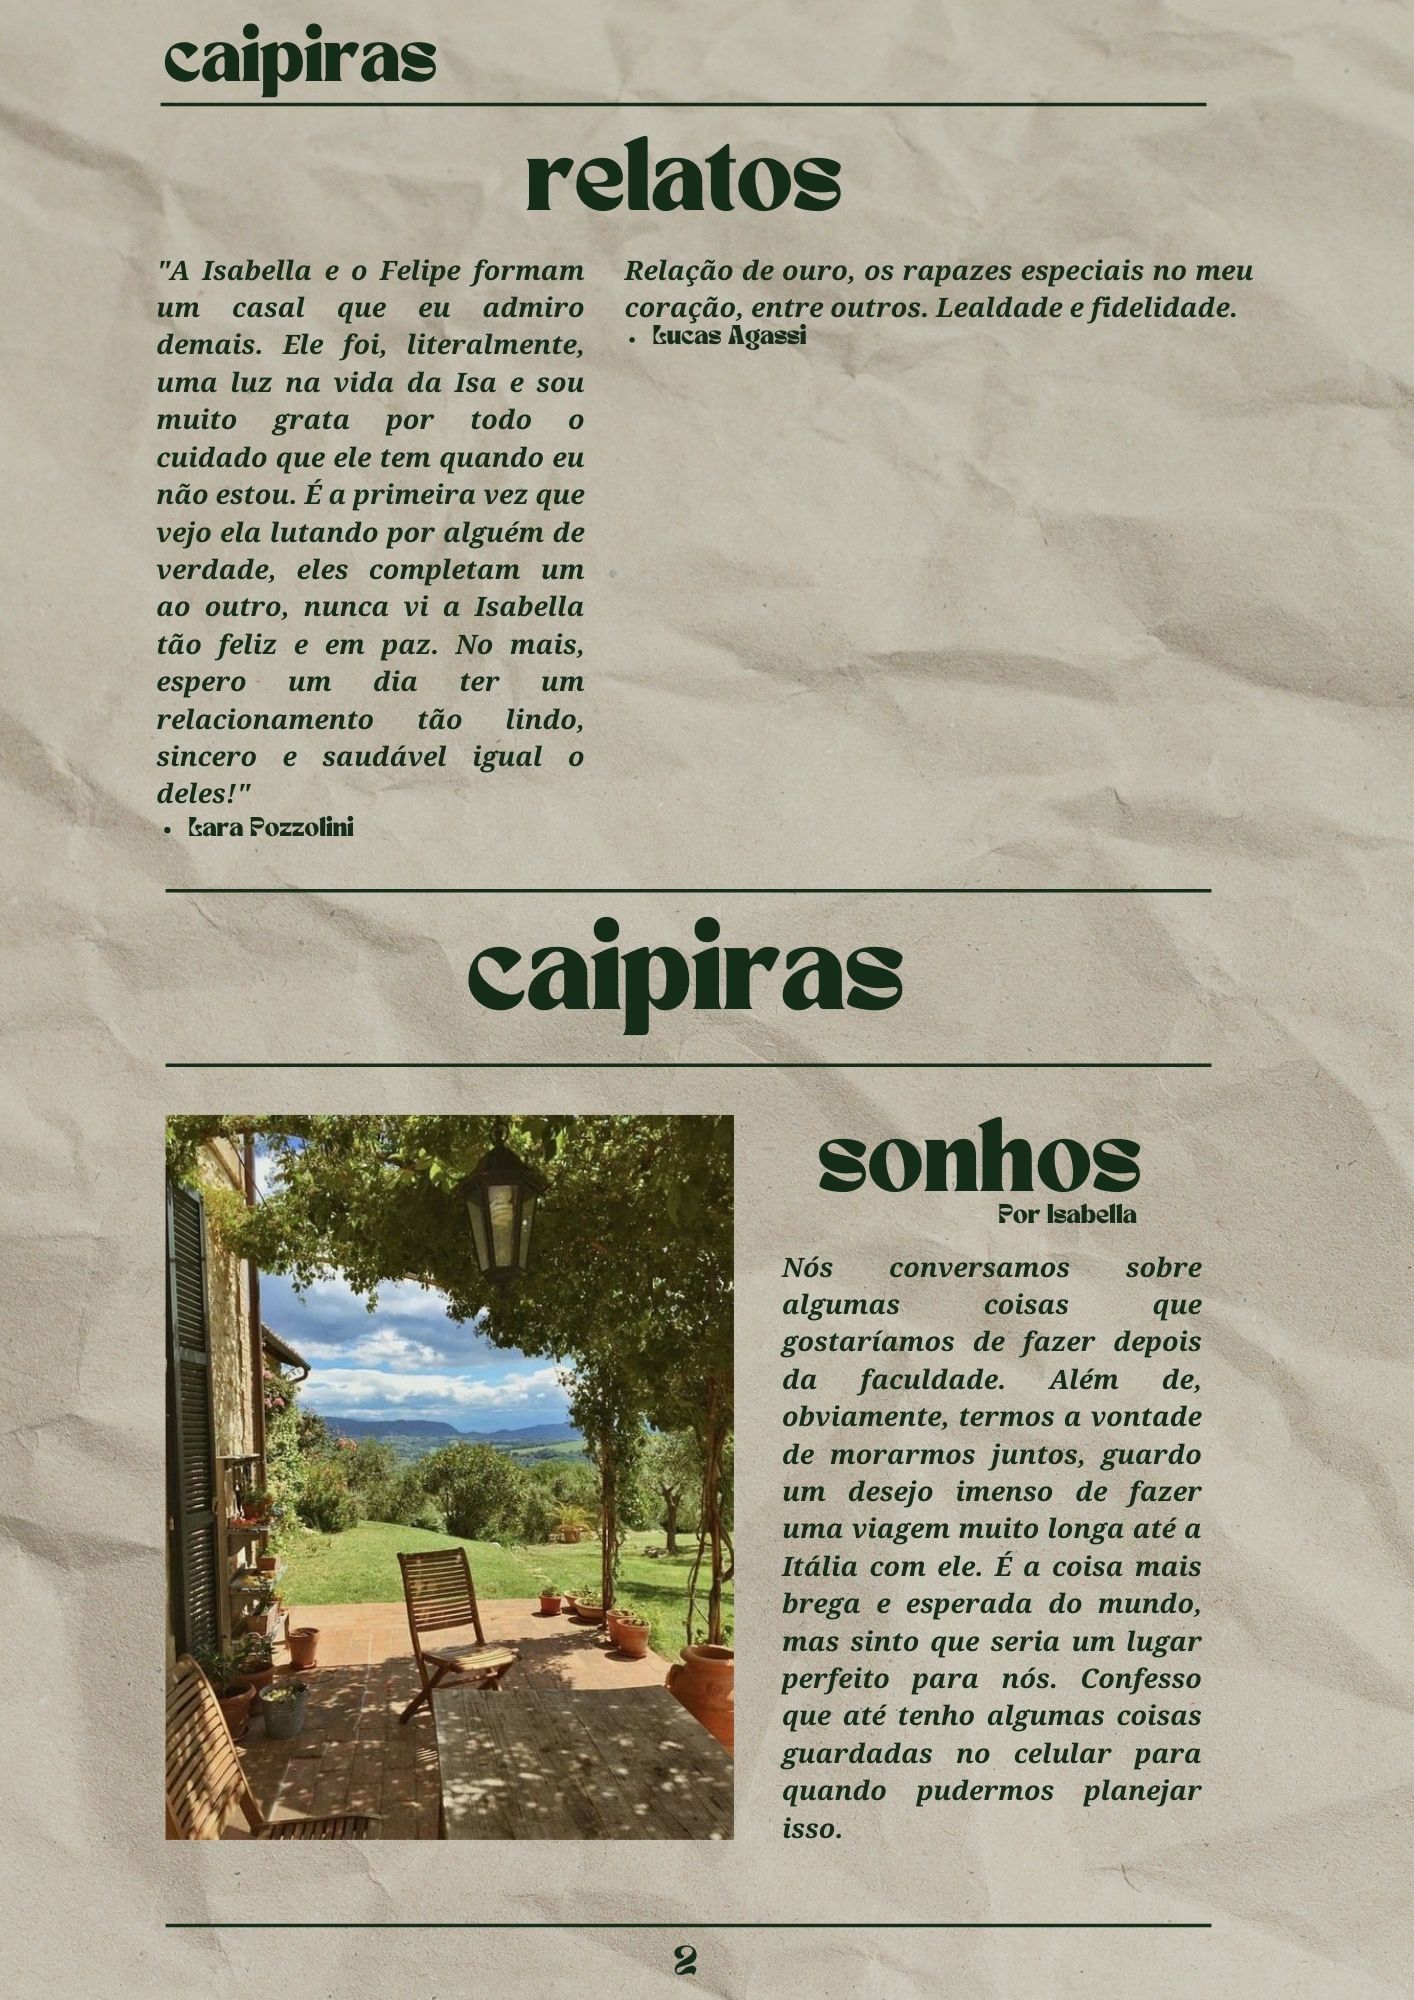 caipiras
relatos
"A Isabella e o Felipe formam
um casal que eu admiro
demais. Ele foi, literalmente,
uma luz na vida da Isa e sou
muito grata por todo o
cuidado que ele tem quando eu
não estou. É a primeira vez que
vejo ela lutando por alguém de
verdade, eles completam um
ao outro, nunca vi a Isabella
tão feliz e em paz. No mais,
espero um dia ter um
relacionamento tão lindo,
sincero e saudável igual o
deles!"
• Lara Pozzolini
Relação de ouro, os rapazes especiais no meu
coração, entre outros. Lealdade e fidelidade.
• Lucas Agassi
caipiras
sonhos
Por Isabella
Nós conversamos sobre
algumas coisas que
gostaríamos de fazer depois
da faculdade. Além de,
obviamente, termos a vontade
de morarmos juntos, guardo
um desejo imenso de fazer
uma viagem muito longa até a
Itália com ele. É a coisa mais
brega e esperada do mundo,
mas sinto que seria um lugar
perfeito para nós. Confesso
que até tenho algumas coisas
guardadas no celular para
quando pudermos planejar
isso.
2